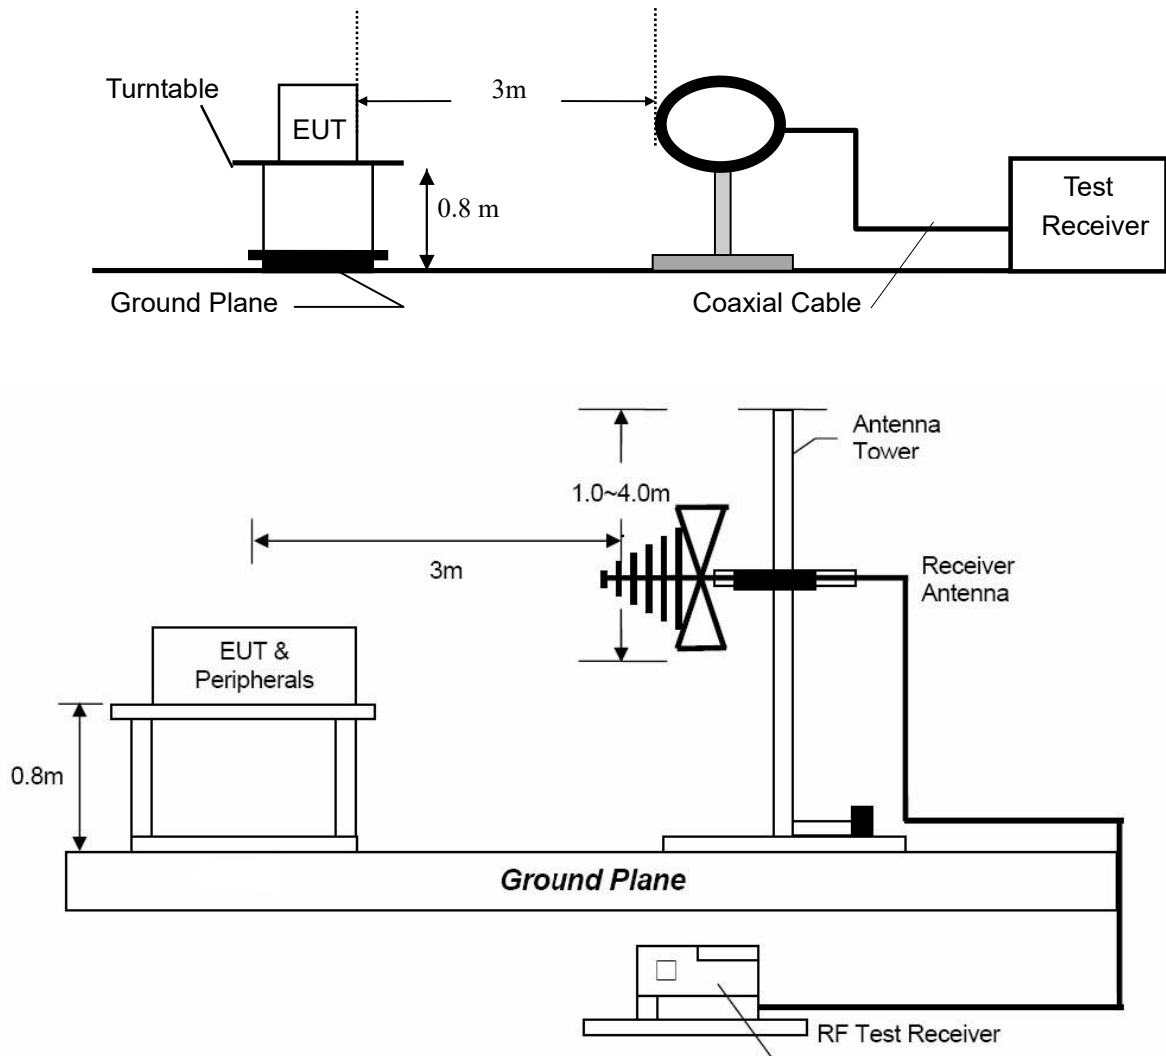 Turntable
3m
EUT
0.8 m
Test
Receiver
Ground Plane
Coaxial Cable
Antenna
Tower
1.0~4.0m
3m
Receiver
Antenna
EUT &
Peripherals
0.8m
Ground Plane
RF Test Receiver